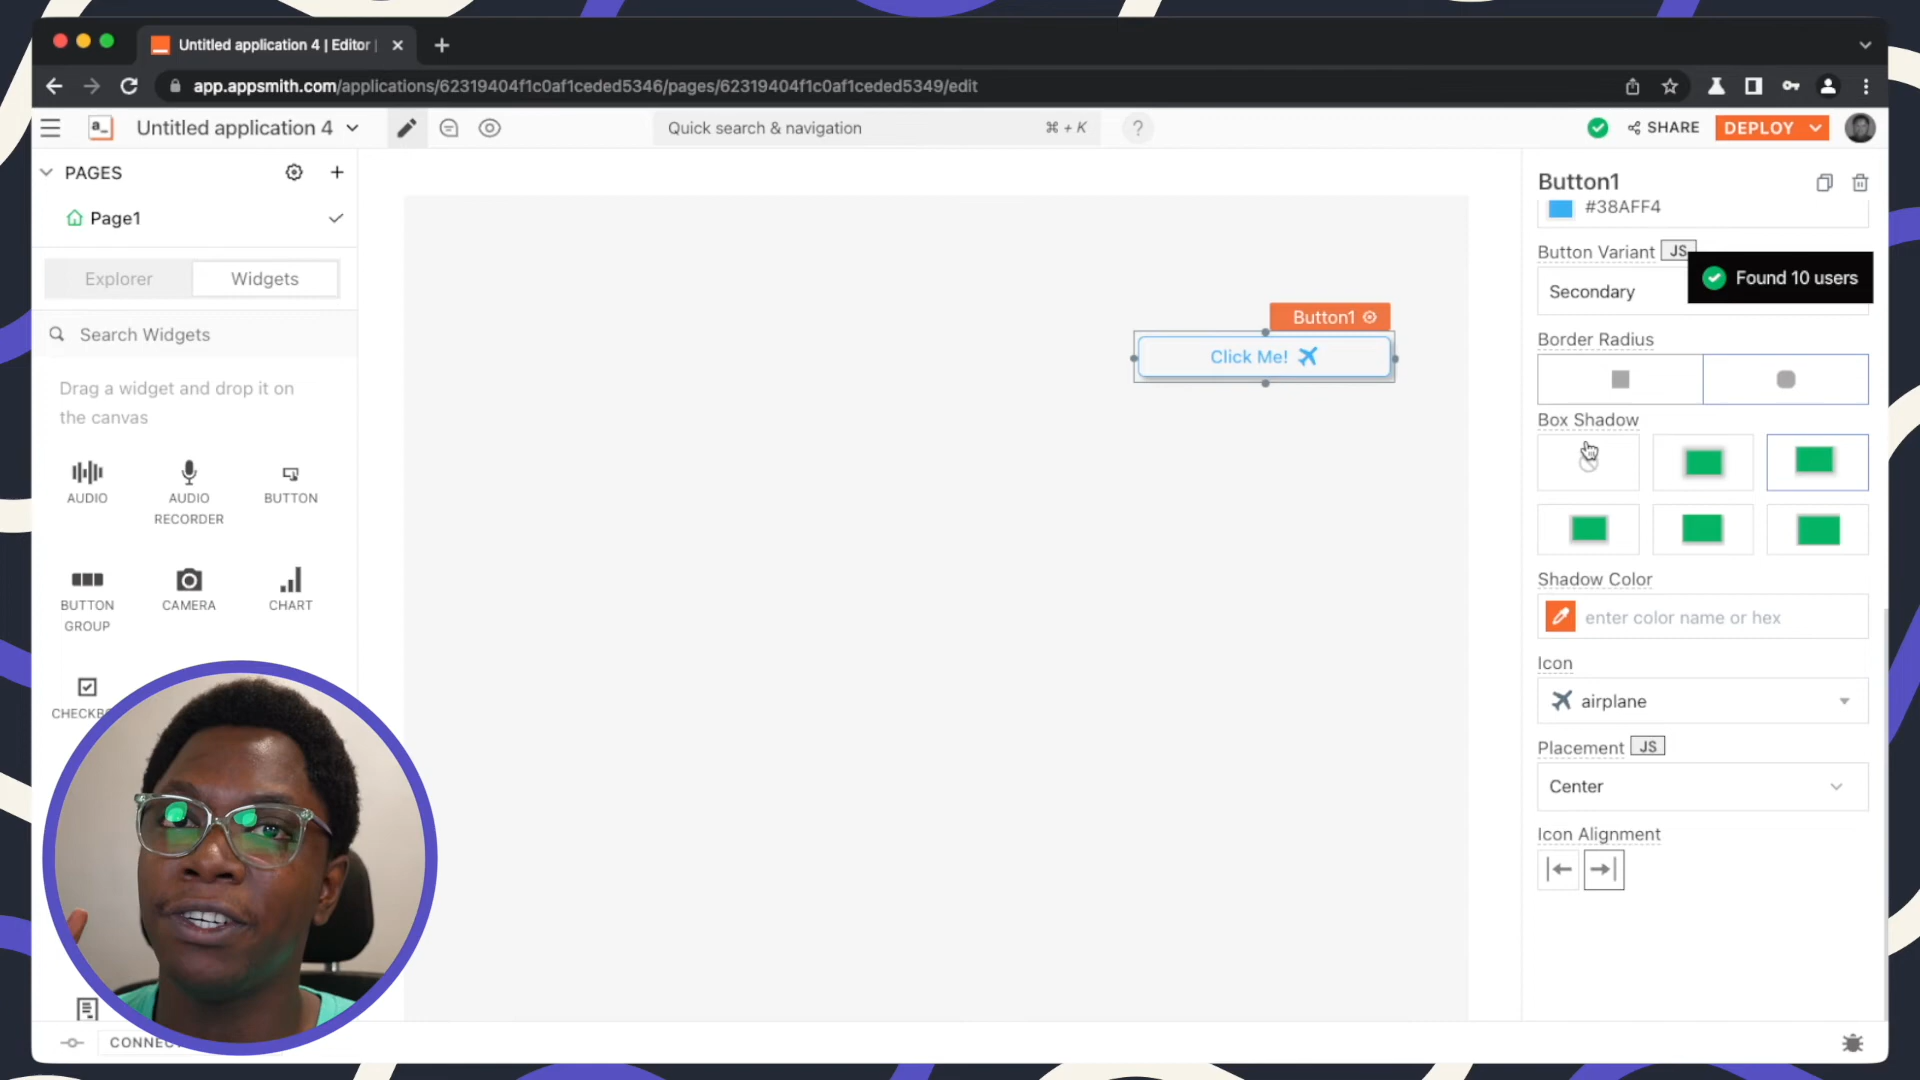 Untitled application 4 | Editor |
app.appsmith.com/applications/62319404f1c0af1ceded5346/pages/62319404f1c0af1ceded5349/edit
a_
Untitled application 4
Quick search & navigation
⌘ + K
?
SHARE
DEPLOY
PAGES
Page1
Explorer
Widgets
Search Widgets
Drag a widget and drop it on
the canvas
AUDIO
AUDIO
RECORDER
BUTTON
BUTTON
GROUP
CAMERA
CHART
CHECKB
CONNEC
Button1
Click Me!
Button1
#38AFF4
Button Variant
JS
Found 10 users
Secondary
Border Radius
Box Shadow
Shadow Color
enter color name or hex
Icon
airplane
Placement
JS
Center
Icon Alignment